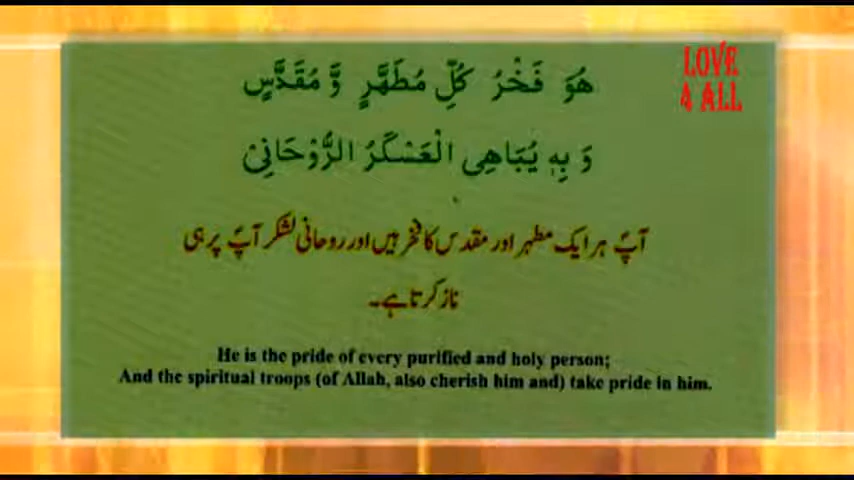 هُوَ فَخْرُ كُلِّ مُطَهَّرٍ وَّ مُقَدَّسٍ
وَ بِهٖ يُبَاهِی الْعَسْكَرُ الرُّوْحَانِیْ
آپؐ ہر ایک مطہر اور مقدس کا فخر ہیں اور روحانی لشکر آپؐ پر ہی
ناز کرتا ہے۔
He is the pride of every purified and holy person;
And the spiritual troops (of Allah, also cherish him and) take pride in him.
LOVE
4 ALL